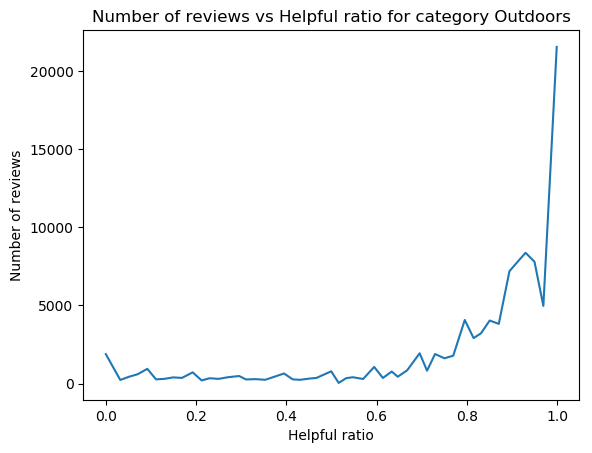 Number of reviews vs Helpful ratio for category Outdoors
20000
15000
10000
5000
0
Number of reviews
0.0 0.2 0.4 0.6 0.8 1.0
Helpful ratio